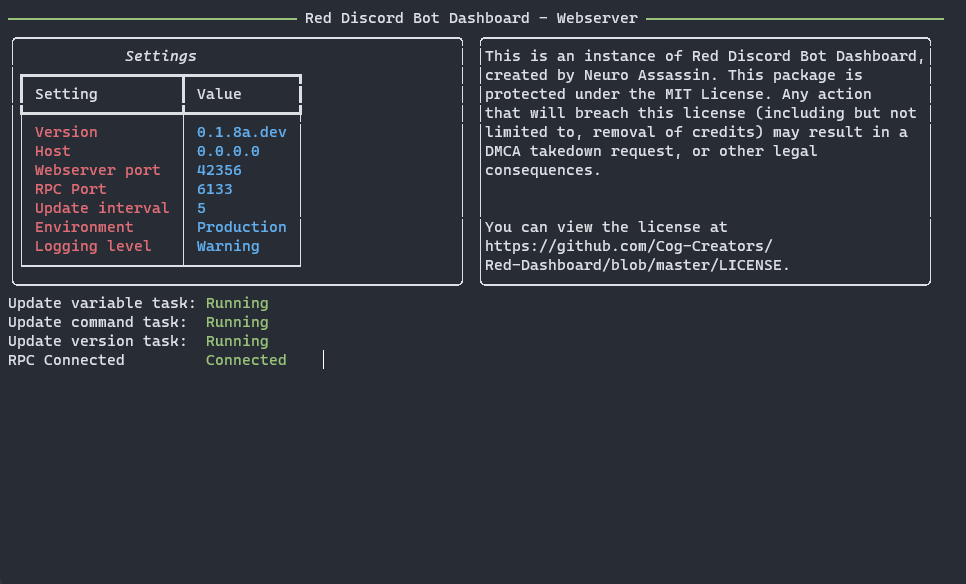 Red Discord Bot Dashboard - Webserver
Settings
Setting Value
Version 0.1.8a.dev
Host 0.0.0.0
Webserver port 42356
RPC Port 6133
Update interval 5
Environment Production
Logging level Warning
This is an instance of Red Discord Bot Dashboard,
created by Neuro Assassin. This package is
protected under the MIT License. Any action
that will breach this license (including but not
limited to, removal of credits) may result in a
DMCA takedown request, or other legal
consequences.
You can view the license at
https://github.com/Cog-Creators/
Red-Dashboard/blob/master/LICENSE.
Update variable task: Running
Update command task: Running
Update version task: Running
RPC Connected Connected